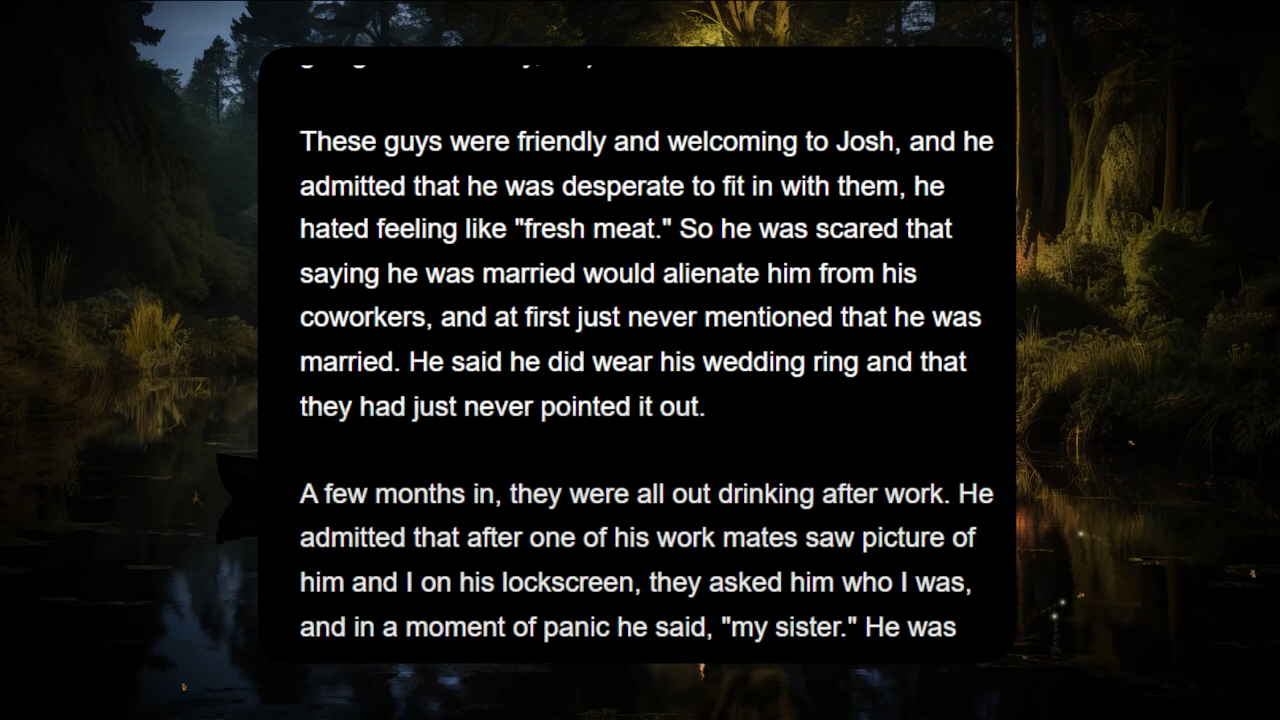 These guys were friendly and welcoming to Josh, and he
admitted that he was desperate to fit in with them, he
hated feeling like "fresh meat." So he was scared that
saying he was married would alienate him from his
coworkers, and at first just never mentioned that he was
married. He said he did wear his wedding ring and that
they had just never pointed it out.
A few months in, they were all out drinking after work. He
admitted that after one of his work mates saw picture of
him and I on his lockscreen, they asked him who I was,
and in a moment of panic he said, "my sister." He was